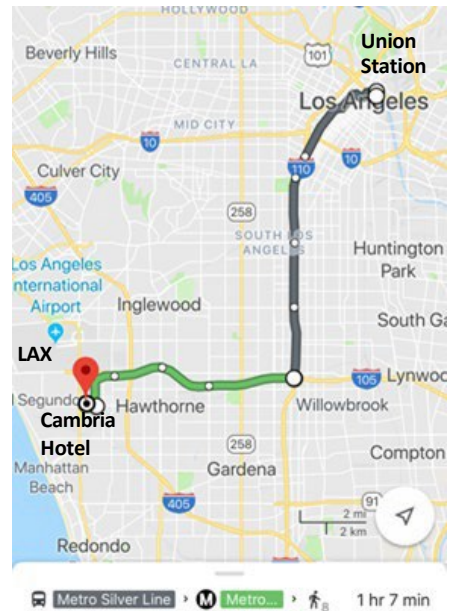 HOLLYWOOD
Beverly Hills
101
Union
Station
CENTRAL LA
Los Angeles
MID CITY
10
10
110
Culver City
405
258
SOUTH LOS
ANGELES
Huntington
Park
Los Angeles
International
Airport
Inglewood
South Ga
LAX
105
Lynwoo
Segundo
Hawthorne
Willowbrook
Cambria
Hotel
258
Compton
Manhattan
Beach
Gardena
91
405
2 mi
2 km
Redondo
Metro Silver Line › M Metro... › 8 1 hr 7 min